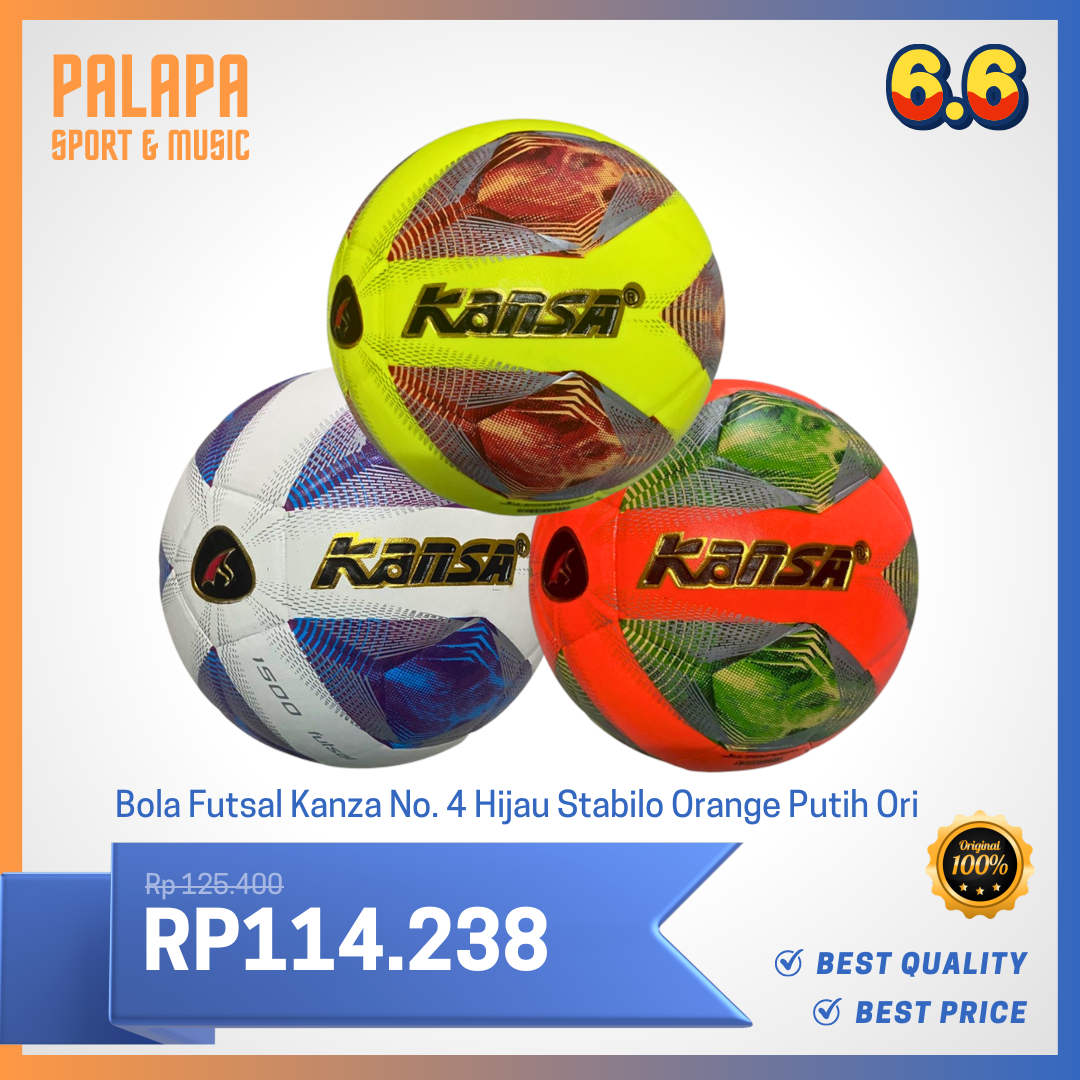 PALAPA
SPORT & MUSIC
6.6
Kansa®
Kansa®
Kansa®
1500 futsal
Bola Futsal Kanza No. 4 Hijau Stabilo Orange Putih Ori
Original
100%
Rp 125.400
RP114.238
BEST QUALITY
BEST PRICE